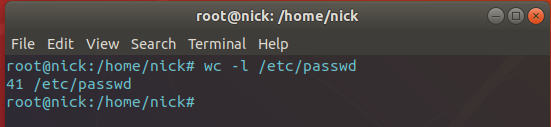 root@nick: /home/nick
File Edit View Search Terminal Help
root@nick:/home/nick# wc -l /etc/passwd
41 /etc/passwd
root@nick:/home/nick#